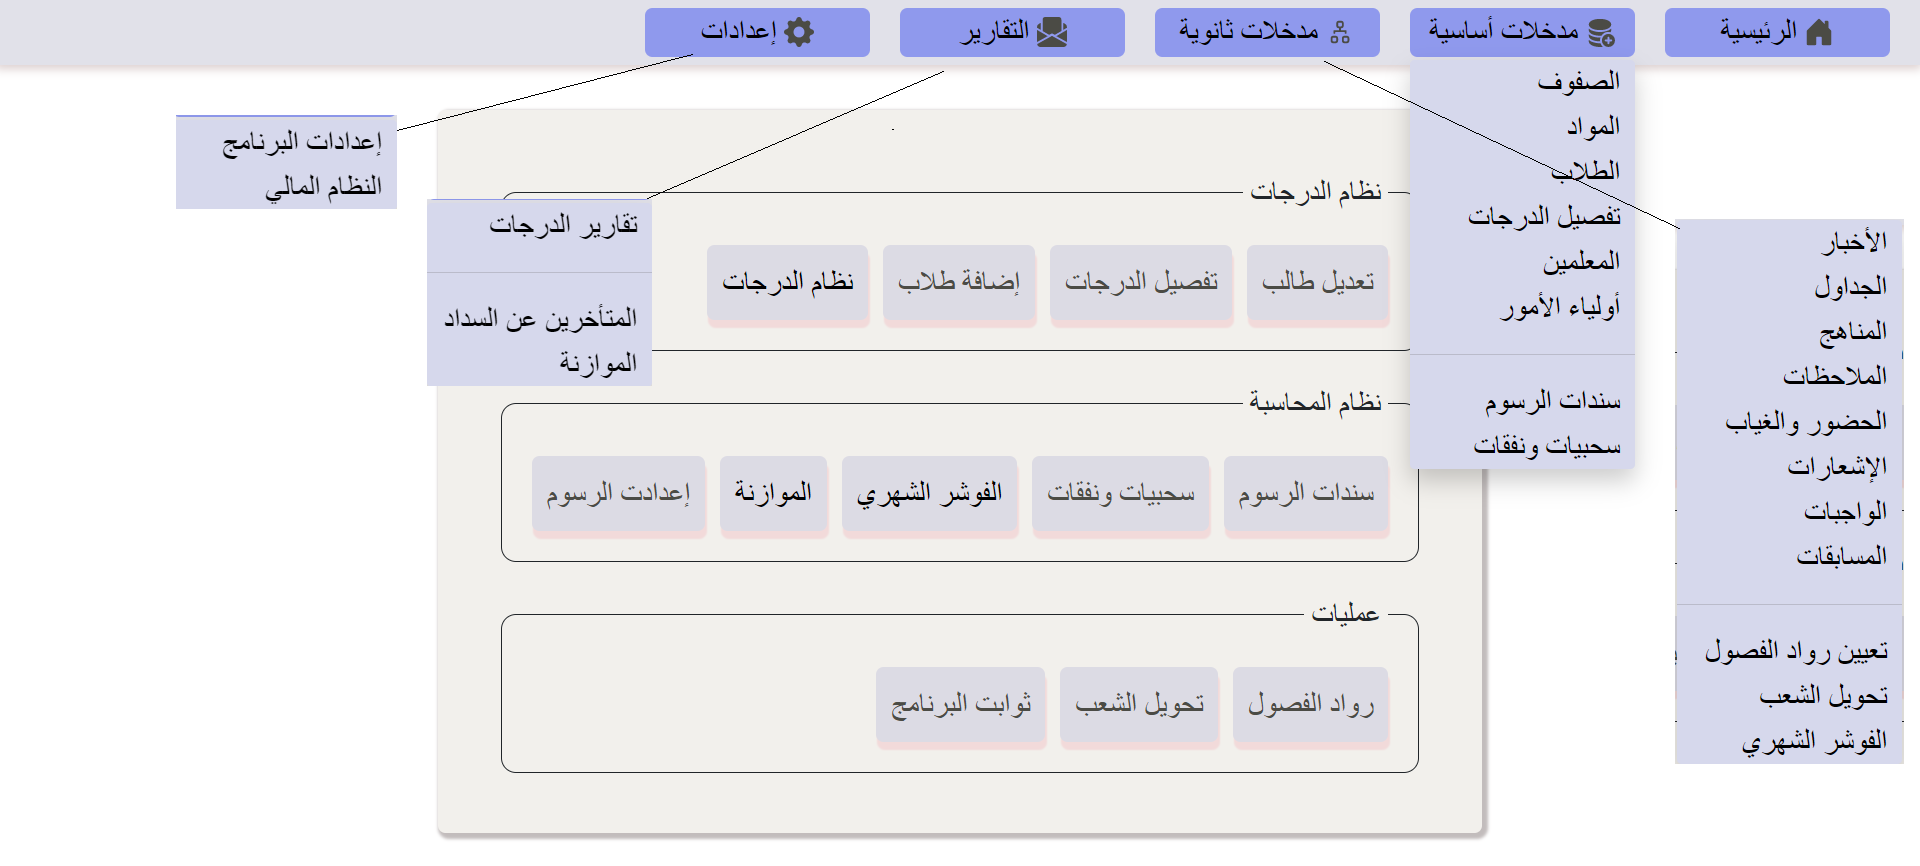 الرئيسية
مدخلات أساسية
مدخلات ثانوية
التقارير
إعدادات
الصفوف
المواد
الطلاب
تفصيل الدرجات
المعلمين
أولياء الأمور
سندات الرسوم
سحبيات ونفقات
الأخبار
الجداول
المناهج
الملاحظات
الحضور والغياب
الإشعارات
الواجبات
المسابقات
تعيين رواد الفصول
تحويل الشعب
الفوشر الشهري
تقارير الدرجات
المتأخرين عن السداد
الموازنة
إعدادات البرنامج
النظام المالي
نظام الدرجات
تعديل طالب
تفصيل الدرجات
إضافة طلاب
نظام الدرجات
نظام المحاسبة
سندات الرسوم
سحبيات ونفقات
الفوشر الشهري
الموازنة
إعدادت الرسوم
عمليات
رواد الفصول
تحويل الشعب
ثوابت البرنامج